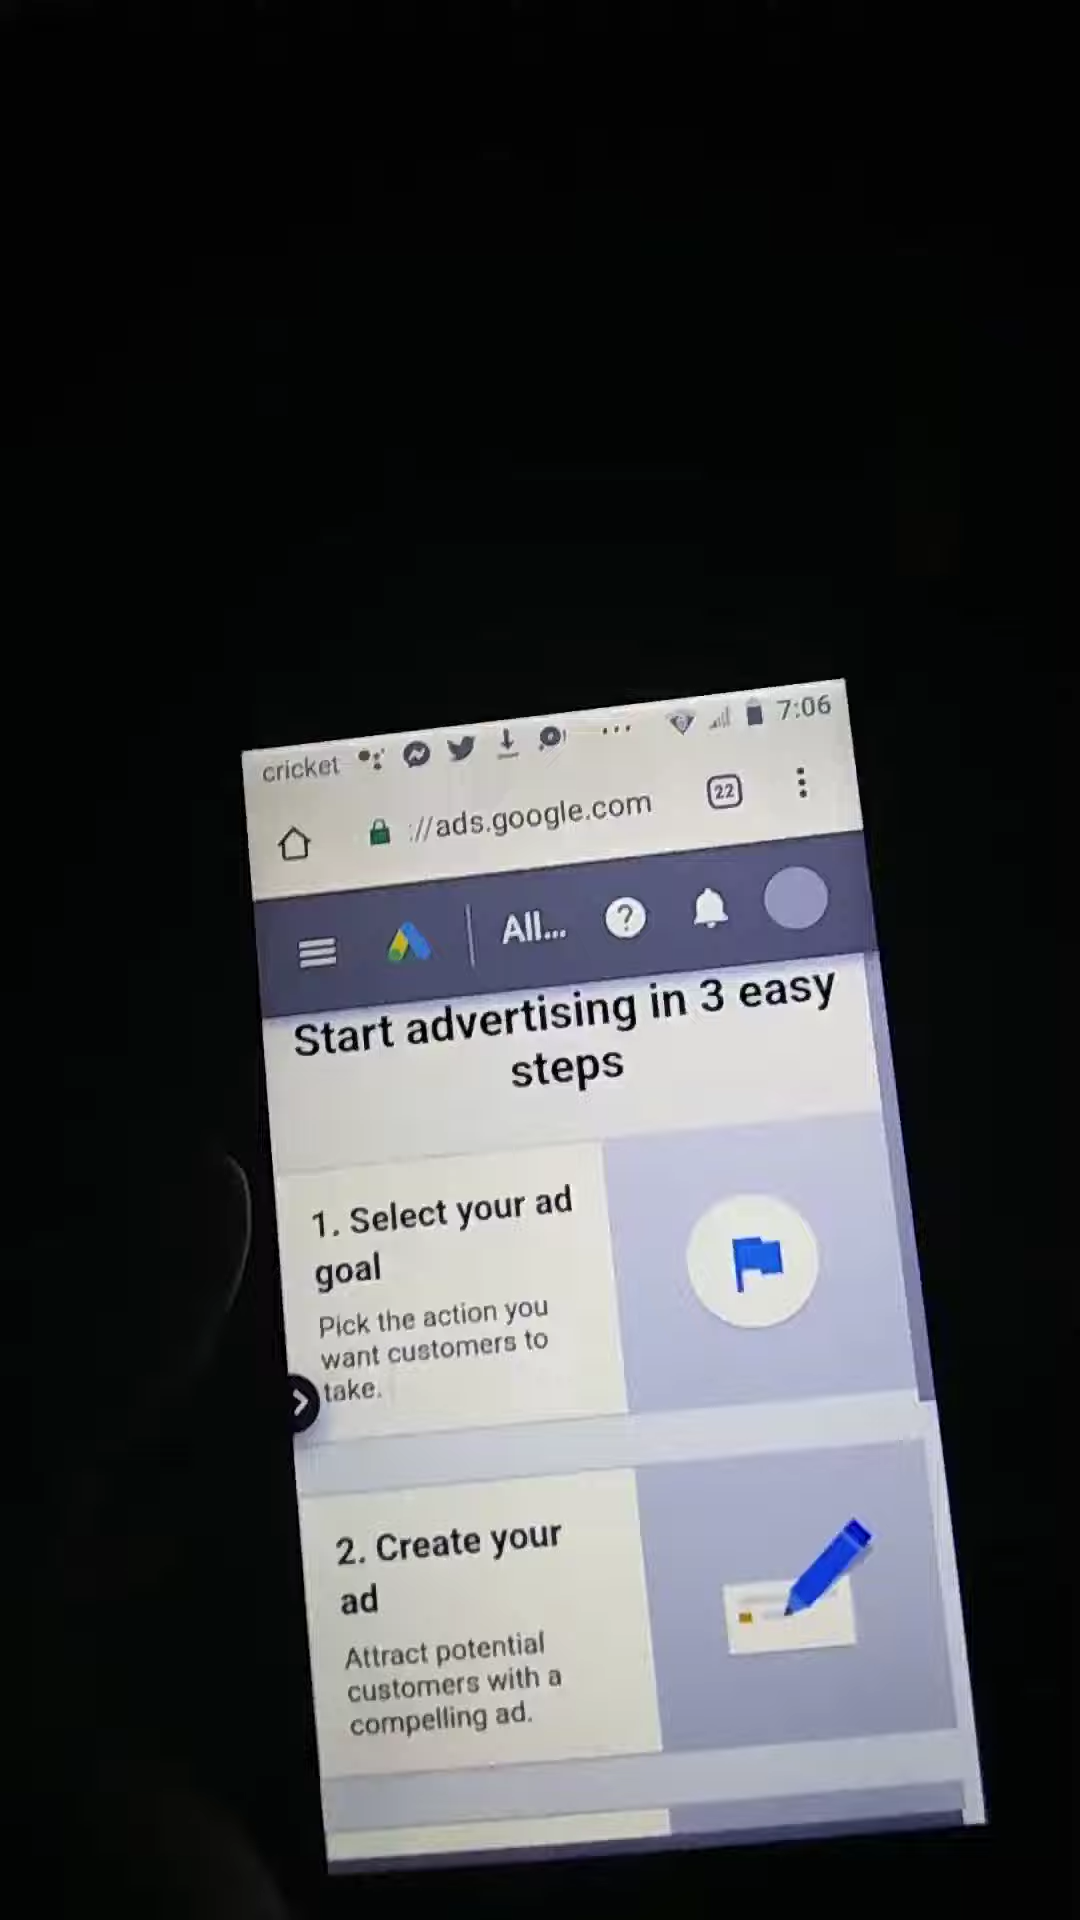 cricket 7:06
://ads.google.com 22
All...
Start advertising in 3 easy
steps
1. Select your ad
goal
Pick the action you
want customers to
take.
2. Create your
ad
Attract potential
customers with a
compelling ad.